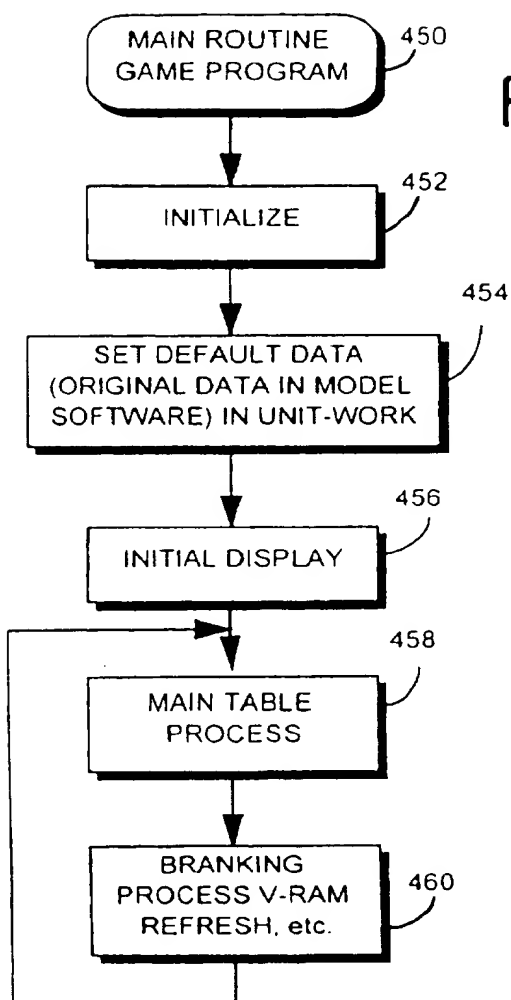 MAIN ROUTINE
GAME PROGRAM
450
INITIALIZE
452
SET DEFAULT DATA
(ORIGINAL DATA IN MODEL
SOFTWARE) IN UNIT-WORK
454
INITIAL DISPLAY
456
MAIN TABLE
PROCESS
458
BRANKING
PROCESS V-RAM
REFRESH, etc.
460